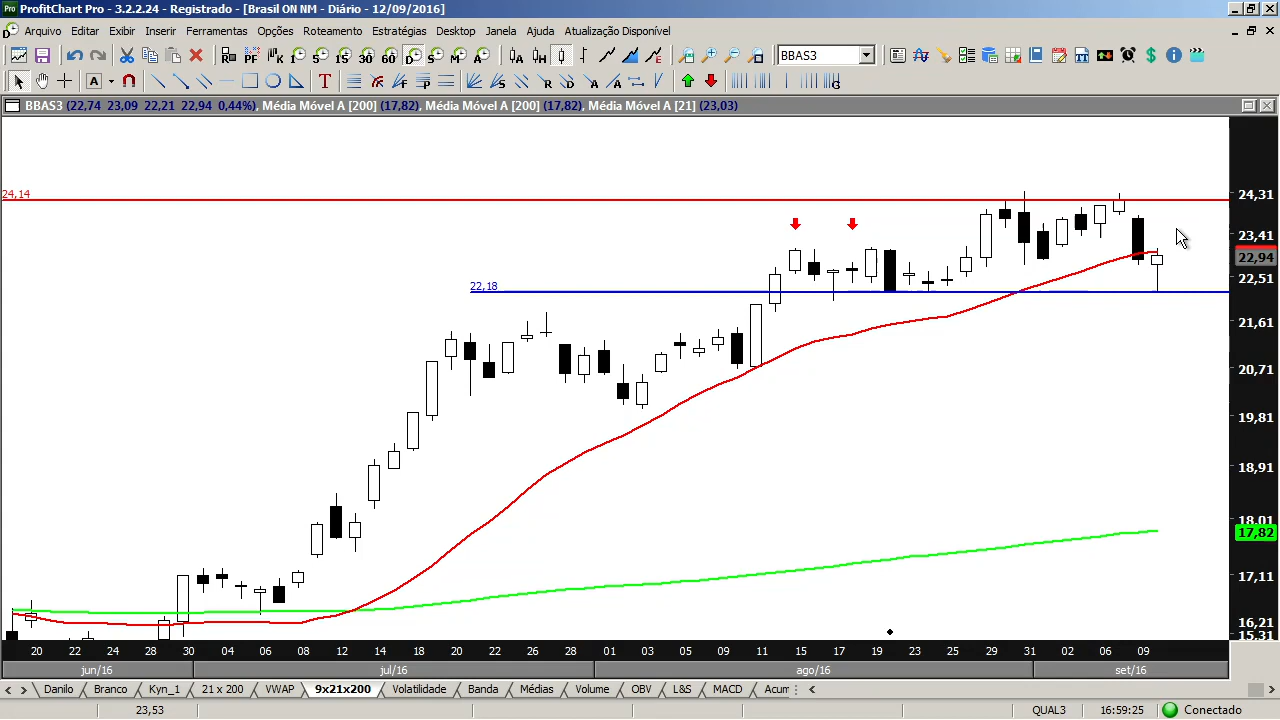 ProfitChart Pro - 3.2.2.24 - Registrado - [Brasil ON NM - Diário - 12/09/2016]
Arquivo Editar Exibir Inserir Ferramentas Opções Roteamento Estratégias Desktop Janela Ajuda Atualização Disponível
BBAS3
BBAS3 (22,74 23,09 22,21 22,94 0,44%), Média Móvel A [200] (17,82), Média Móvel A [200] (17,82), Média Móvel A [21] (23,03)
24,14
24,31
23,41
22,94
22,18
22,51
21,61
20,71
19,81
18,91
18,01
17,82
17,11
16,21
15,31
20 22 24 28 30 04 06 08 12 14 18 20 22 26 28 01 03 05 09 11 15 17 19 23 25 29 31 02 06 09
jun/16 jul/16 ago/16 set/16
Danilo Branco Kyn_1 21 x 200 VWAP 9x21x200 Volatilidade Banda Médias Volume OBV L&S MACD Acum
23,53 QUAL3 16:59:25 Conectado